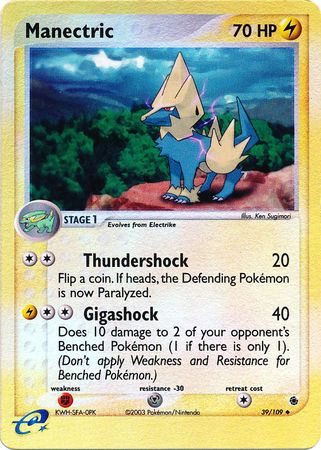 Manectric 70 HP
Illus. Ken Sugimori
STAGE 1
Evolves from Electrike
Thundershock 20
Flip a coin. If heads, the Defending Pokémon
is now Paralyzed.
Gigashock 40
Does 10 damage to 2 of your opponent's
Benched Pokémon (1 if there is only 1).
(Don't apply Weakness and Resistance for
Benched Pokémon.)
weakness resistance -30 retreat cost
KWH-SFA-0PK ©2003 Pokémon/Nintendo 39/109
e